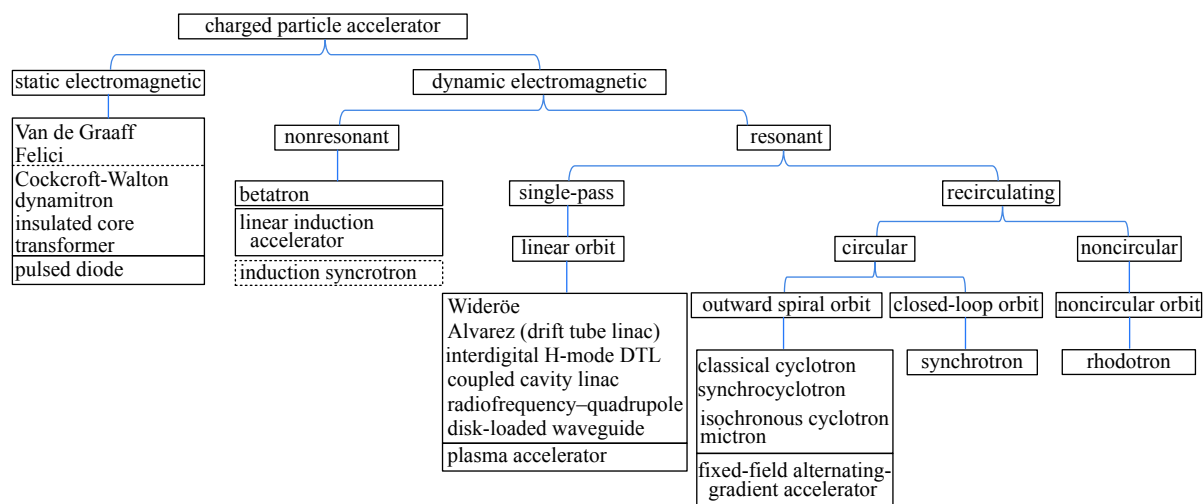 charged particle accelerator
static electromagnetic
dynamic electromagnetic
Van de Graaff
Felici
Cockcroft-Walton
dynamitron
insulated core
transformer
pulsed diode
nonresonant
resonant
betatron
linear induction
accelerator
induction syncrotron
single-pass
recirculating
linear orbit
circular
noncircular
Wideröe
Alvarez (drift tube linac)
interdigital H-mode DTL
coupled cavity linac
radiofrequency–quadrupole
disk-loaded waveguide
plasma accelerator
outward spiral orbit
closed-loop orbit
noncircular orbit
classical cyclotron
synchrocyclotron
isochronous cyclotron
mictron
fixed-field alternating-
gradient accelerator
synchrotron
rhodotron